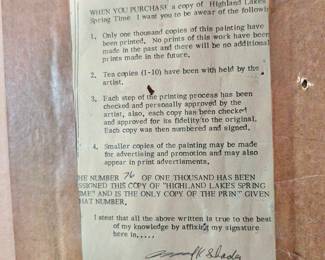 WHEN YOU PURCHASE a copy of Highland Lakes
Spring Time I want you to be awear of the followi
1. Only one thousand copies of this painting have
been printed. No prints of this work have been
made in the past and there will be no additional
prints made in the future.
2. Ten copies (1-10) have been with held by the
artist.
3. Each step of the printing process has been
checked and personally approved by the
artist, also, each copy has been checked
and approved for its fidelity to the original.
Each copy was then numbered and signed.
4. Smaller copies of the painting may be made
for advertising and promotion and may also
appear in print advertisments.
HE NUMBER 76 OF ONE THOUSAND HAS BEEN
SSIGNED THIS COPY OF "HIGHLAND LAKES SPRING
IME" AND IS THE ONLY COPY OF THE PRINT GIVEN
HAT NUMBER.
I atest that all the above written is true to the best
of my knowledge by affixing my signature
here in.....